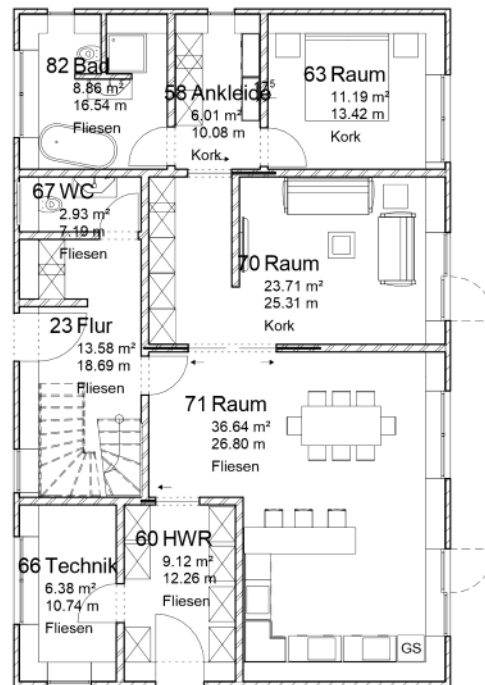 82 Bad
8.86 m²
16.54 m
Fliesen
58 Ankleide
6.01 m²
10.08 m
Kork
63 Raum
11.19 m²
13.42 m
Kork
67 WC
2.93 m²
7.19 m
Fliesen
70 Raum
23.71 m²
25.31 m
Kork
23 Flur
13.58 m²
18.69 m
Fliesen
71 Raum
36.64 m²
26.80 m
Fliesen
60 HWR
9.12 m²
12.26 m
Fliesen
66 Technik
6.38 m²
10.74 m
Fliesen
GS